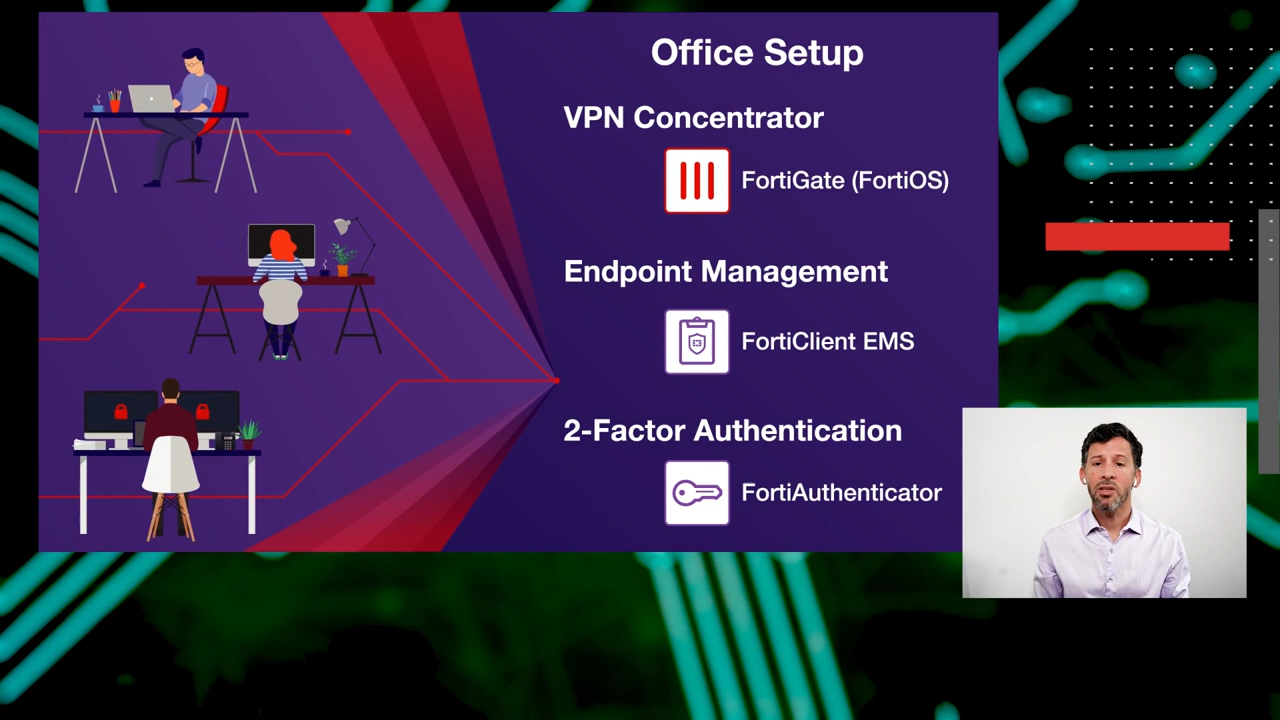 Office Setup
VPN Concentrator
FortiGate (FortiOS)
Endpoint Management
FortiClient EMS
2-Factor Authentication
FortiAuthenticator